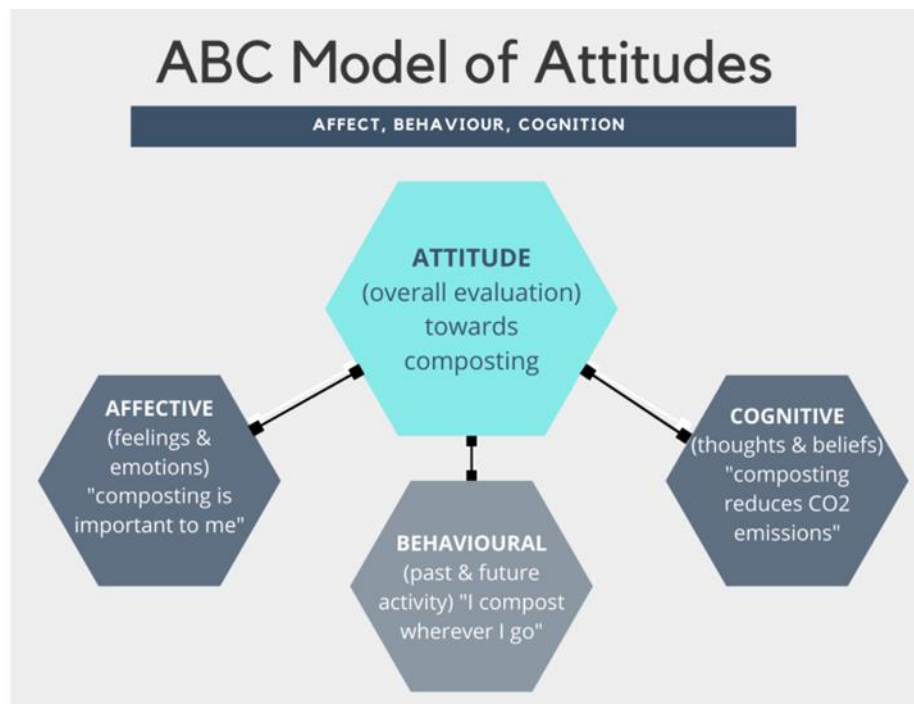 ABC Model of Attitudes
AFFECT, BEHAVIOUR, COGNITION
ATTITUDE
(overall evaluation)
towards
composting
AFFECTIVE
(feelings &
emotions)
"composting is
important to me"
BEHAVIOURAL
(past & future
activity) "I compost
wherever I go"
COGNITIVE
(thoughts & beliefs)
"composting
reduces CO2
emissions"